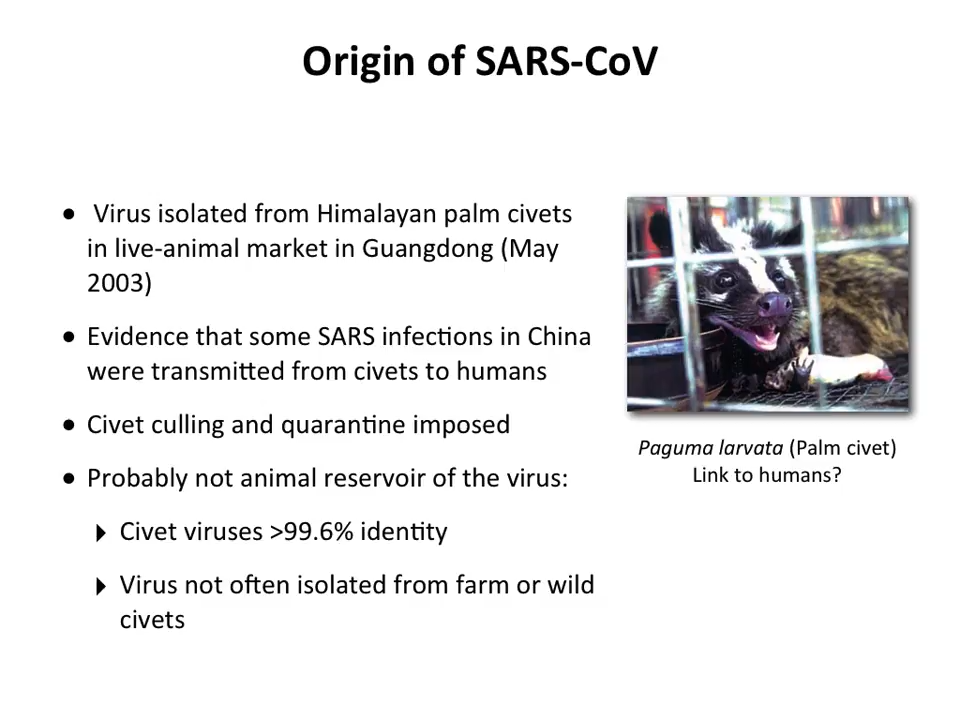 Origin of SARS-CoV
• Virus isolated from Himalayan palm civets
in live-animal market in Guangdong (May
2003)
• Evidence that some SARS infections in China
were transmitted from civets to humans
• Civet culling and quarantine imposed
• Probably not animal reservoir of the virus:
‣ Civet viruses >99.6% identity
‣ Virus not often isolated from farm or wild
civets
Paguma larvata (Palm civet)
Link to humans?